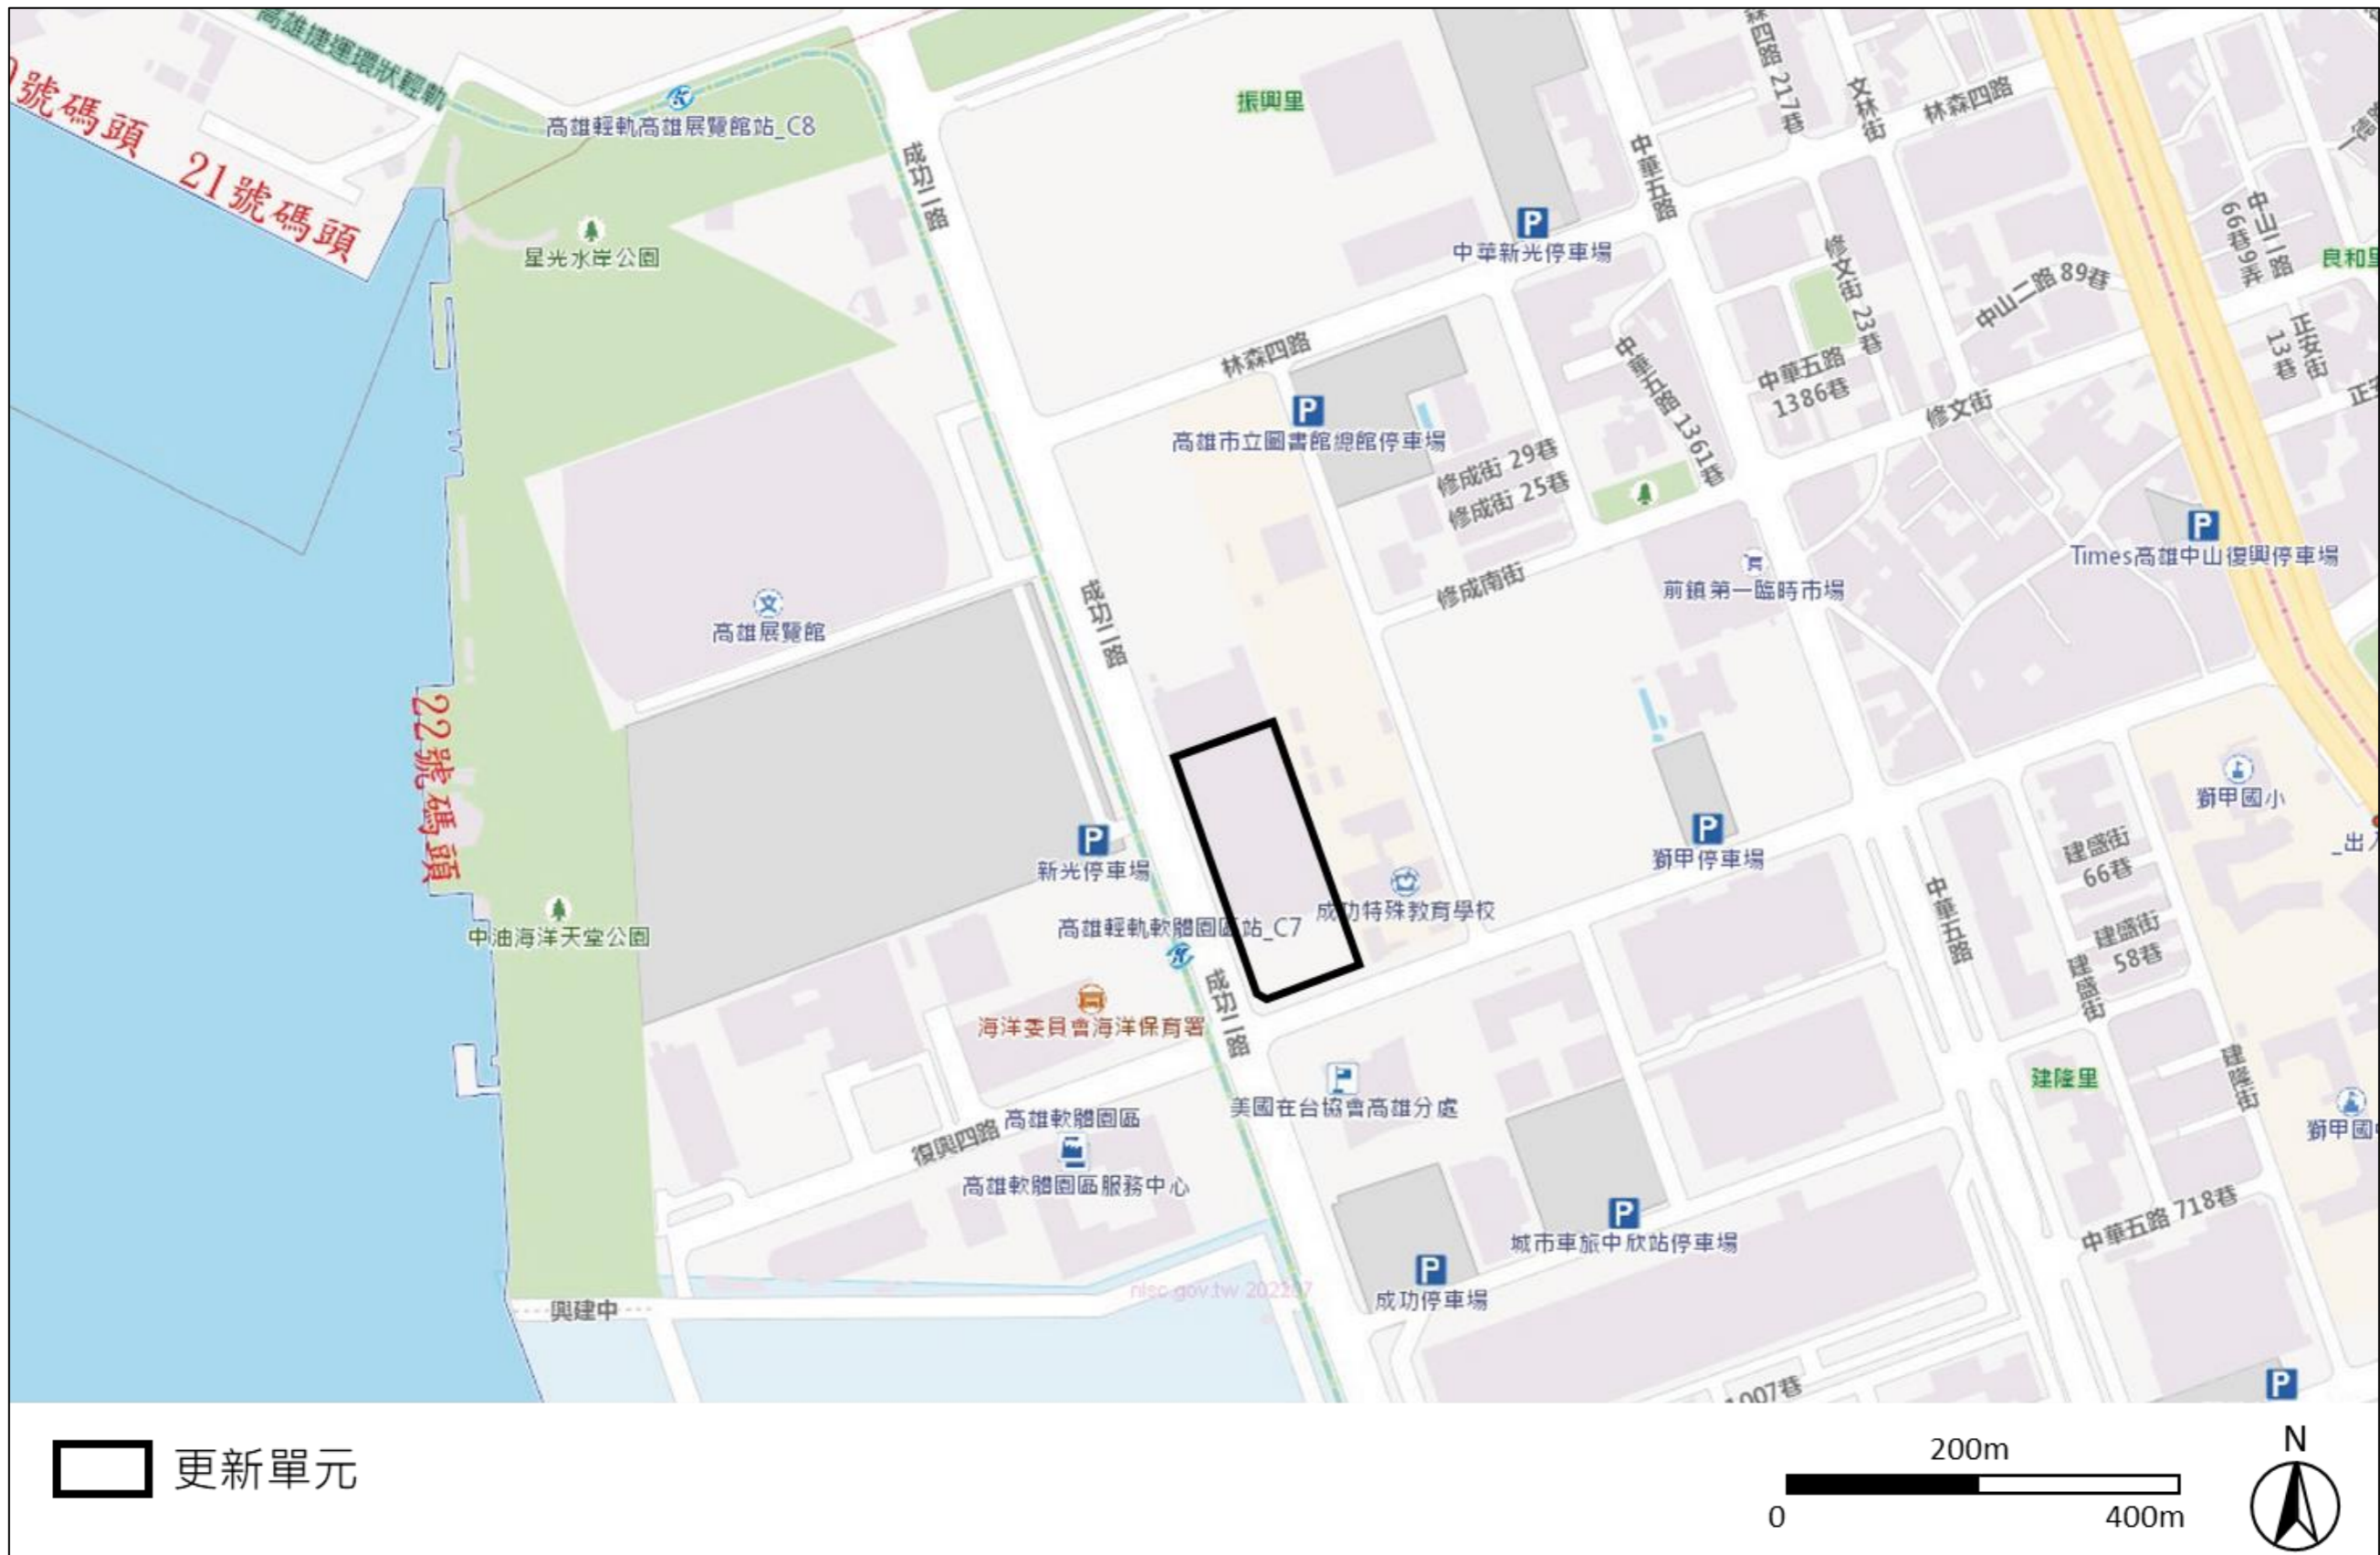 高雄捷運環狀輕軌
號碼頭
21號碼頭
高雄輕軌高雄展覽館站_C8
星光水岸公園
成功二路
振興里
中華新光停車場
中華五路
文林街
林森四路
中山二路
66巷9弄
良和里
修文街 23巷
中山二路 89巷
正安街
13巷
中華五路
1386巷
中華五路 1361巷
修文街
林森四路
高雄市立圖書館總館停車場
修成街 29巷
修成街 25巷
修成南街
前鎮第一臨時市場
Times高雄中山復興停車場
成功二路
高雄展覽館
22號碼頭
新光停車場
獅甲停車場
獅甲國小
建盛街
66巷
建盛街
58巷
建盛街
中華五路
成功特殊教育學校
高雄輕軌軟體園區站_C7
中油海洋天堂公園
成功二路
海洋委員會海洋保育署
美國在台協會高雄分處
建隆里
建隆街
獅甲國
高雄軟體園區
復興四路
高雄軟體園區服務中心
城市車旅中欣站停車場
中華五路 718巷
成功停車場
興建中
更新單元
200m
0
400m
N